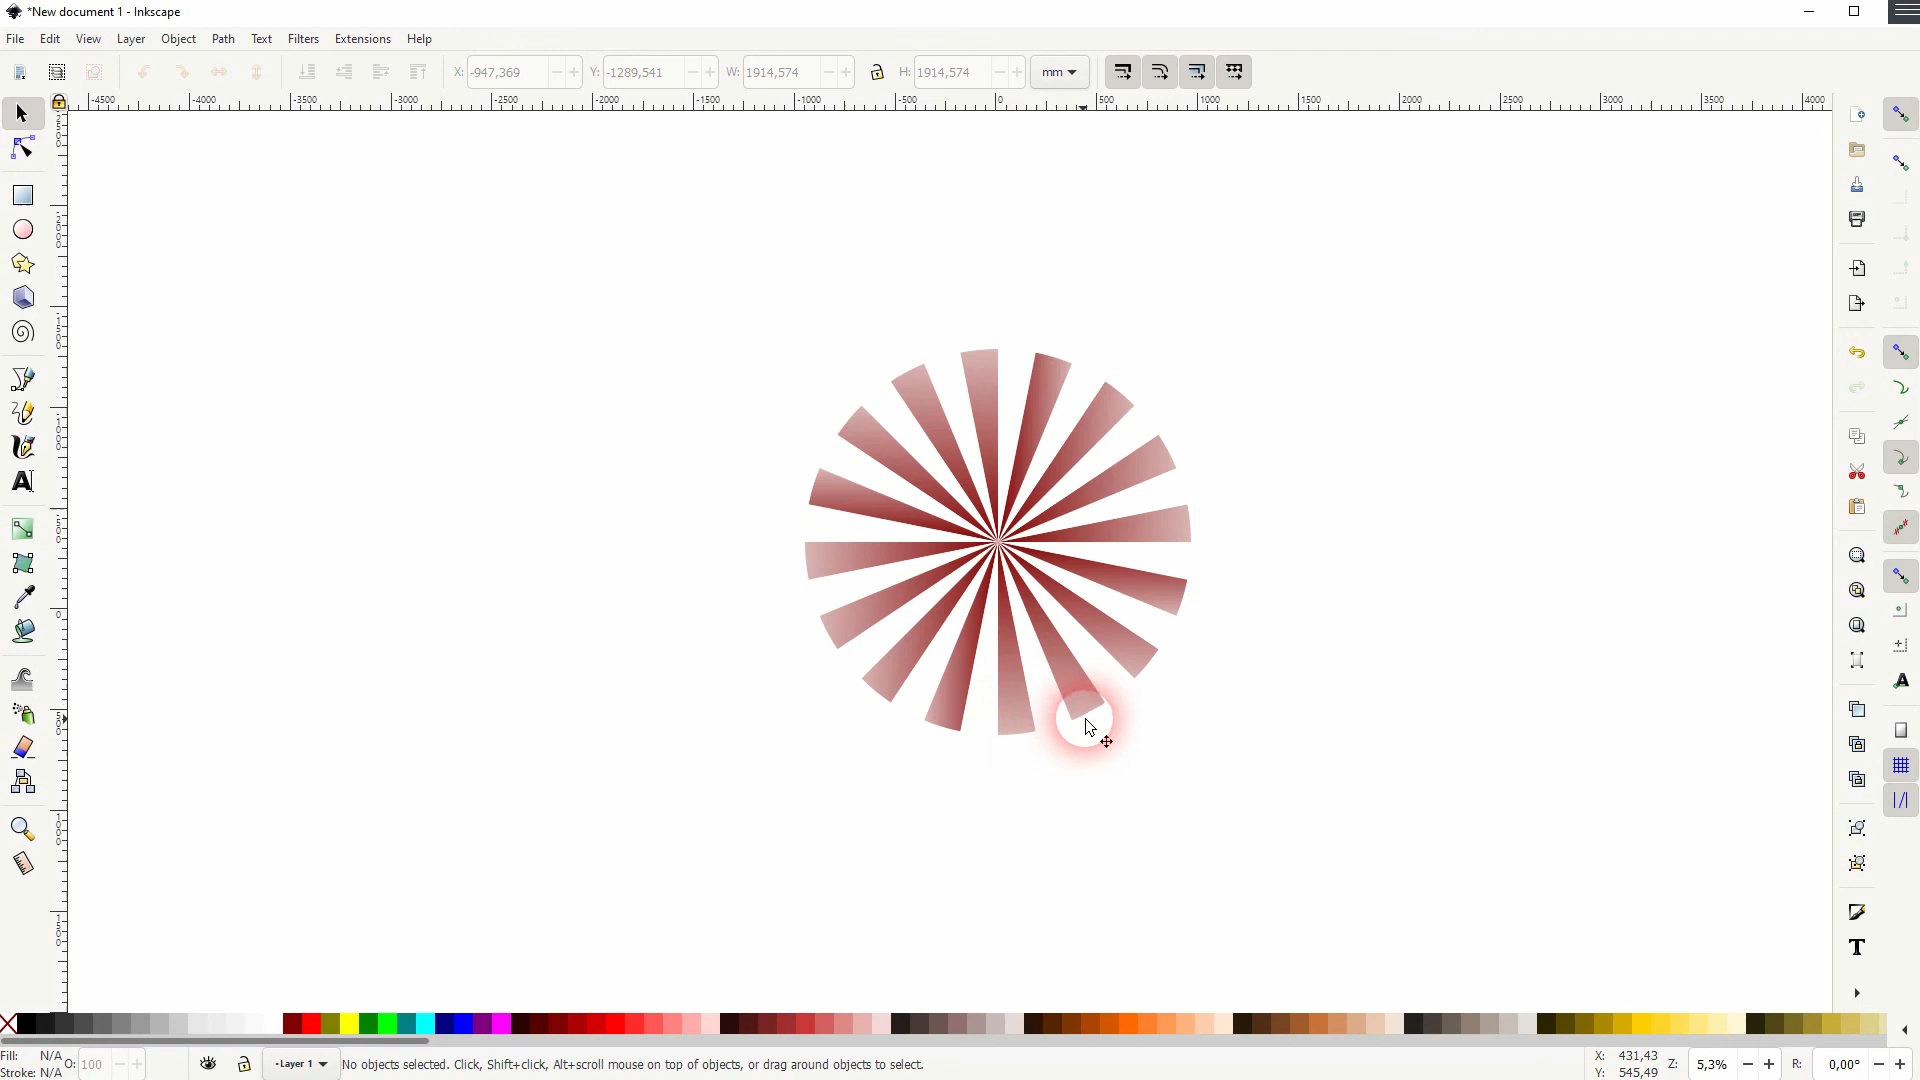 *New document 1 - Inkscape
File Edit View Layer Object Path Text Filters Extensions Help
X: -947,369 Y: -1289,541 W: 1914,574 H: 1914,574 mm
-4500 -4000 -3500 -3000 -2500 -2000 -1500 -1000 -500 0 500 1000 1500 2000 2500 3000 3500 4000
Fill: N/A O: 100 Layer 1 No objects selected. Click, Shift+click, Alt+scroll mouse on top of objects, or drag around objects to select. X: 431,43 Z: 5,3% R: 0,00°
Stroke: N/A Y: 545,49